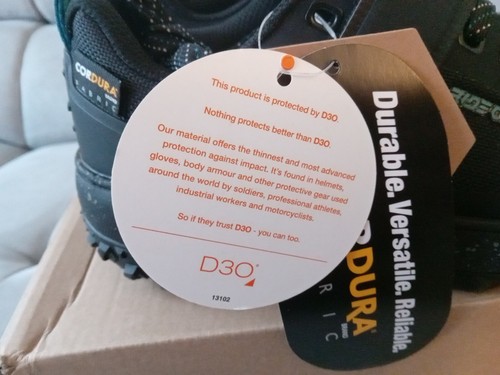 CORDURA
FABRIC
This product is protected by D3O.
Nothing protects better than D3O.
Our material offers the thinnest and most advanced
protection against impact. It's found in helmets,
gloves, body armour and other protective gear used
around the world by soldiers, professional athletes,
industrial workers and motorcyclists.
So if they trust D3O - you can too.
D3O
13102
Durable. Versatile. Reliable.
CORDURA
FABRIC